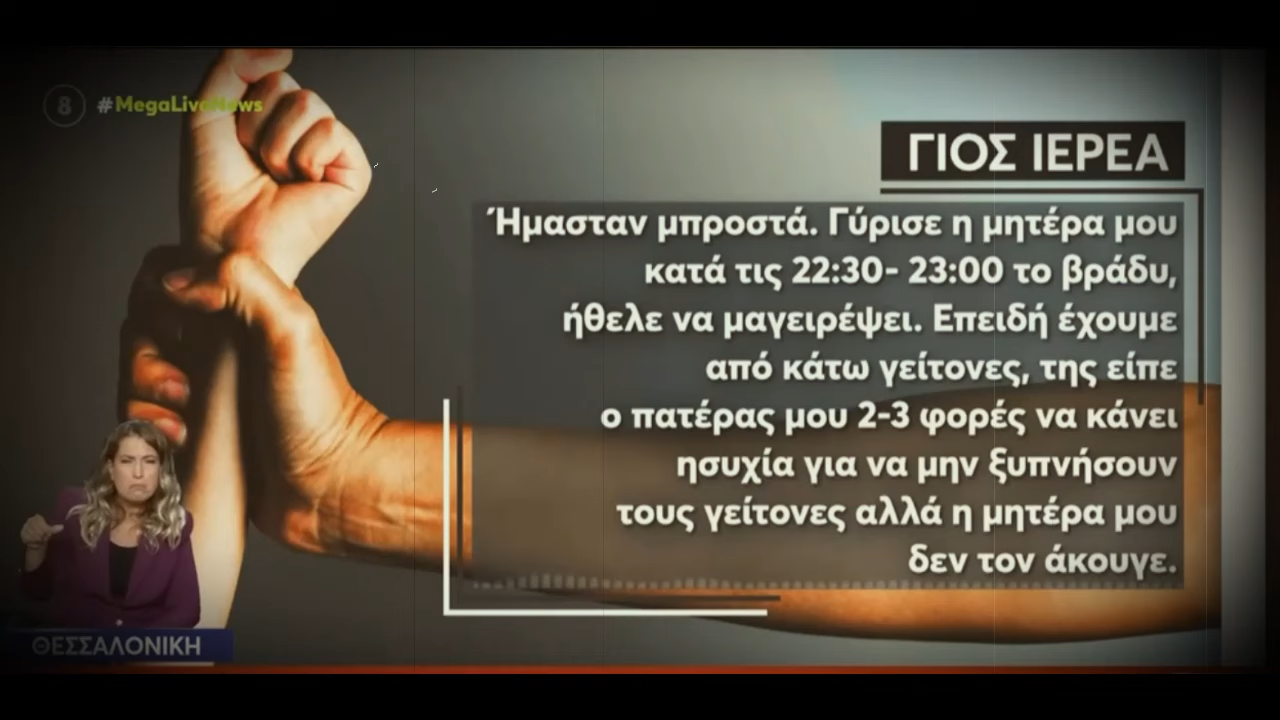 8 #MegaLiveNews
ΓΙΟΣ ΙΕΡΕΑ
Ήμασταν μπροστά. Γύρισε η μητέρα μου
κατά τις 22:30- 23:00 το βράδυ,
ήθελε να μαγειρέψει. Επειδή έχουμε
από κάτω γείτονες, της είπε
ο πατέρας μου 2-3 φορές να κάνει
ησυχία για να μην ξυπνήσουν
τους γείτονες αλλά η μητέρα μου
δεν τον άκουγε.
ΘΕΣΣΑΛΟΝΙΚΗ